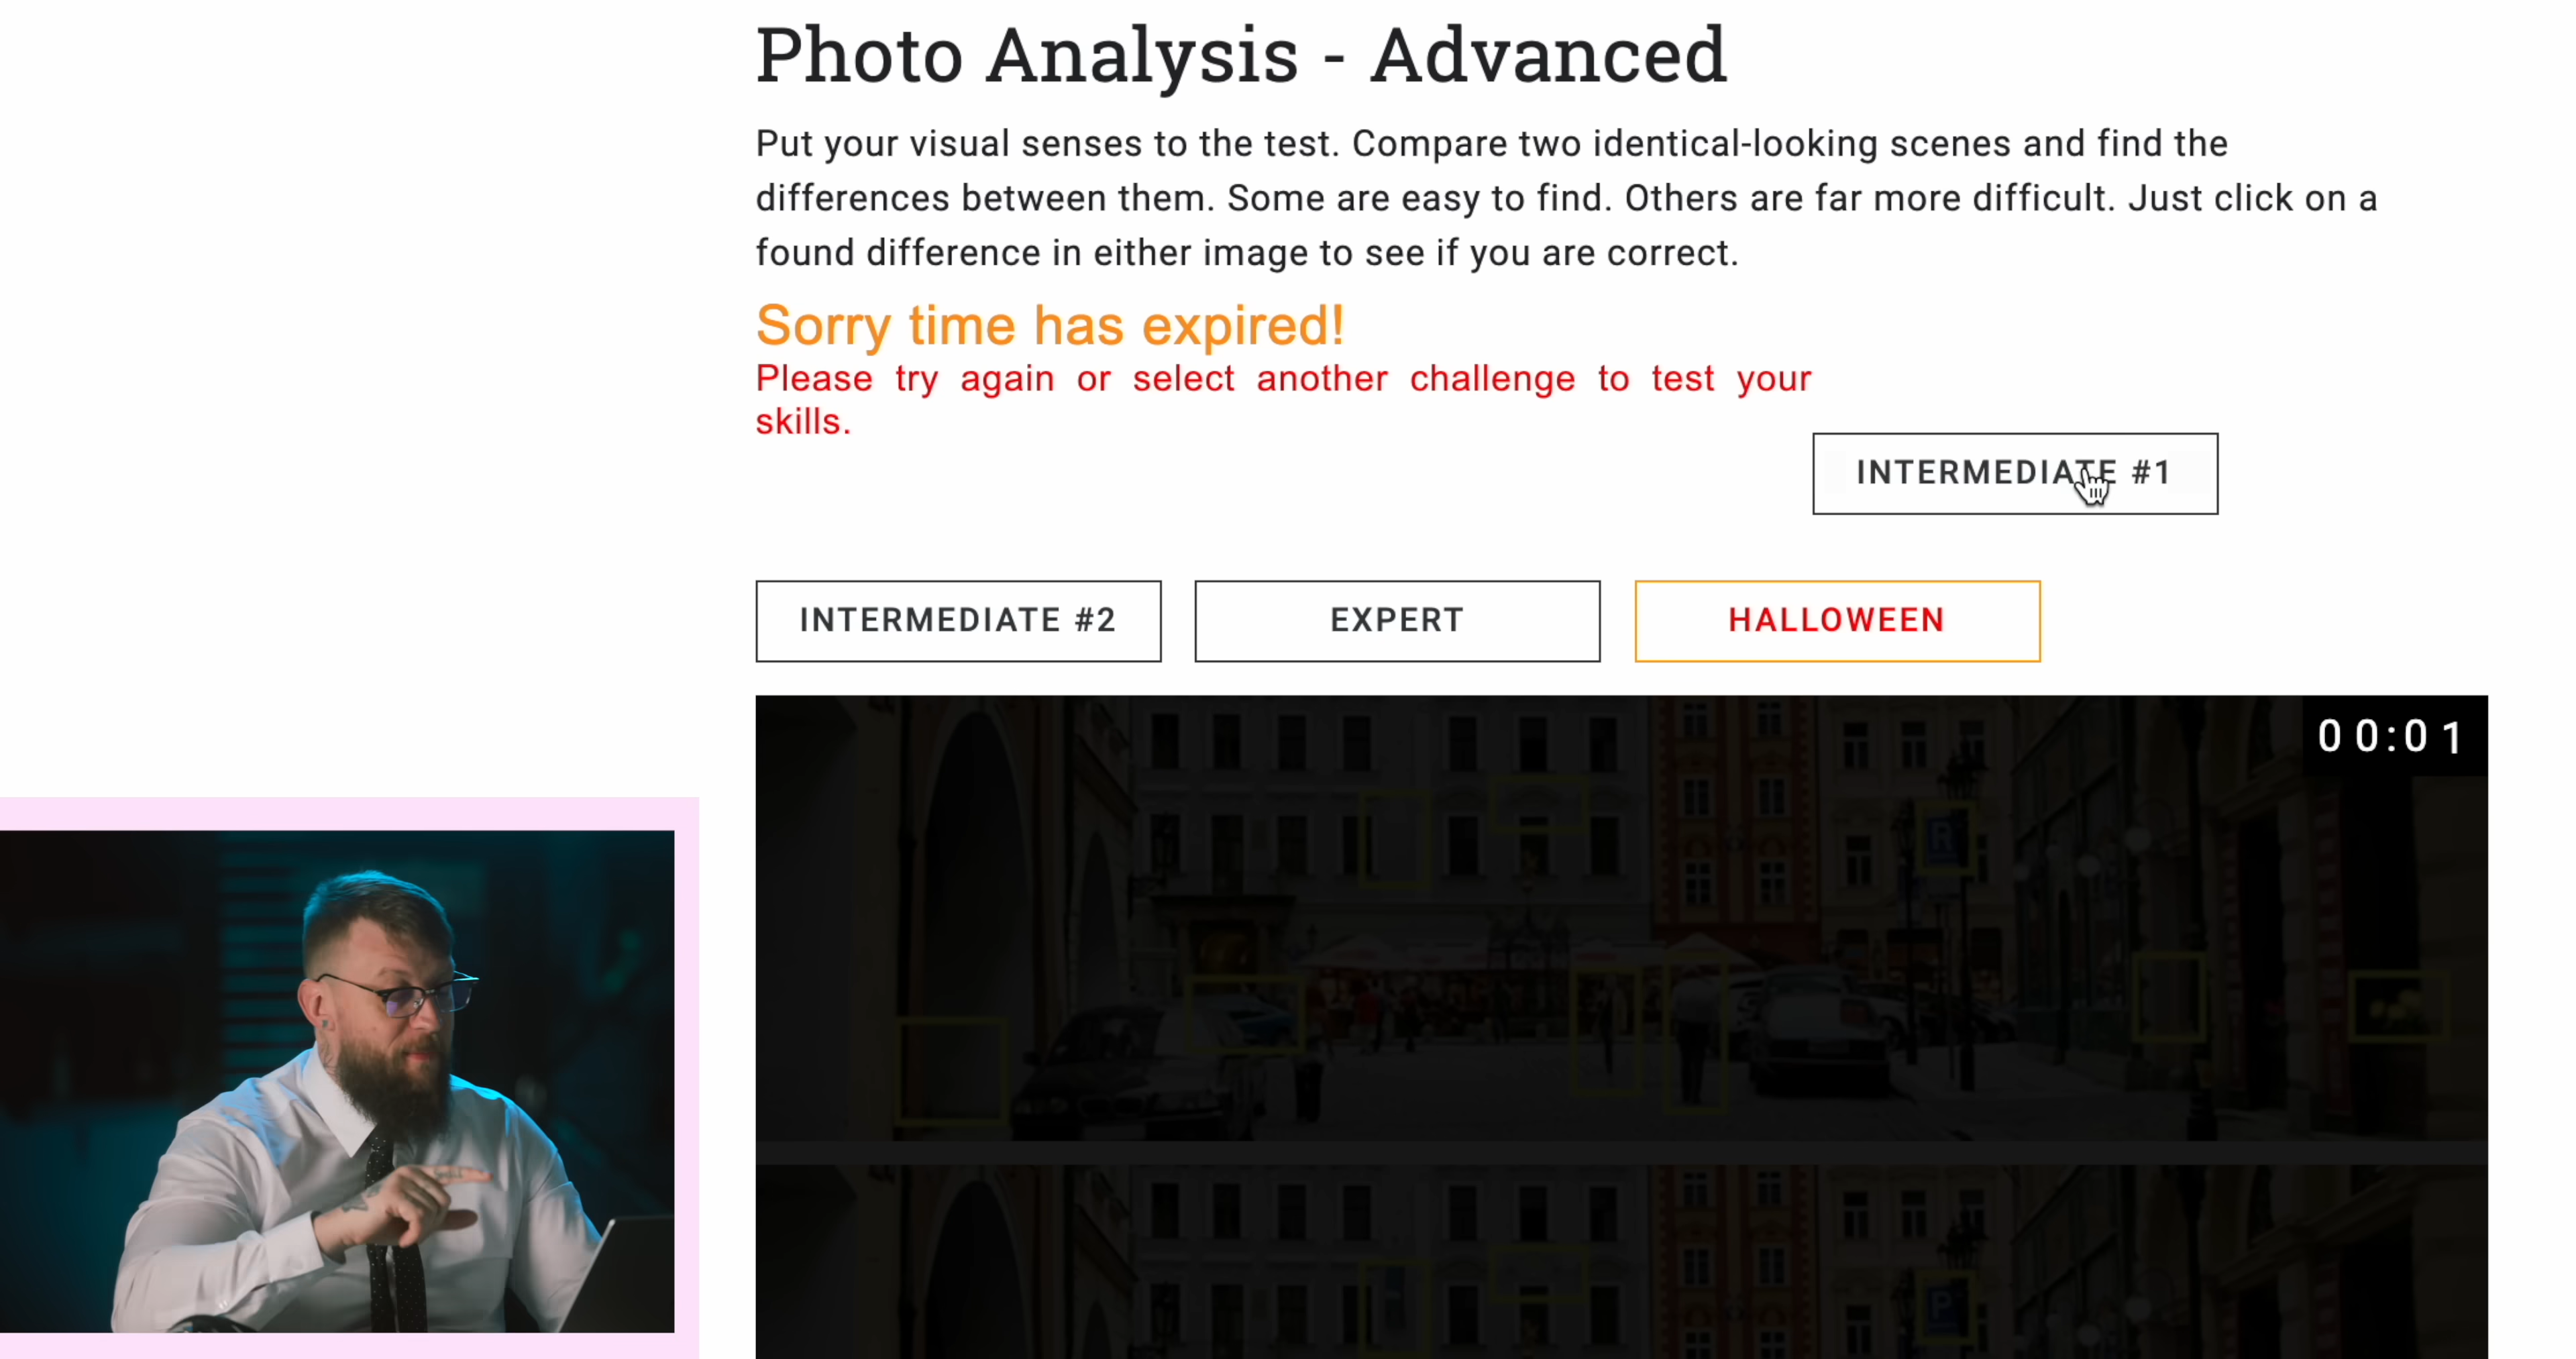 Photo Analysis - Advanced
Put your visual senses to the test. Compare two identical-looking scenes and find the
differences between them. Some are easy to find. Others are far more difficult. Just click on a
found difference in either image to see if you are correct.
Sorry time has expired!
Please try again or select another challenge to test your
skills.
INTERMEDIATE #1
INTERMEDIATE #2
EXPERT
HALLOWEEN
00:01
R
P